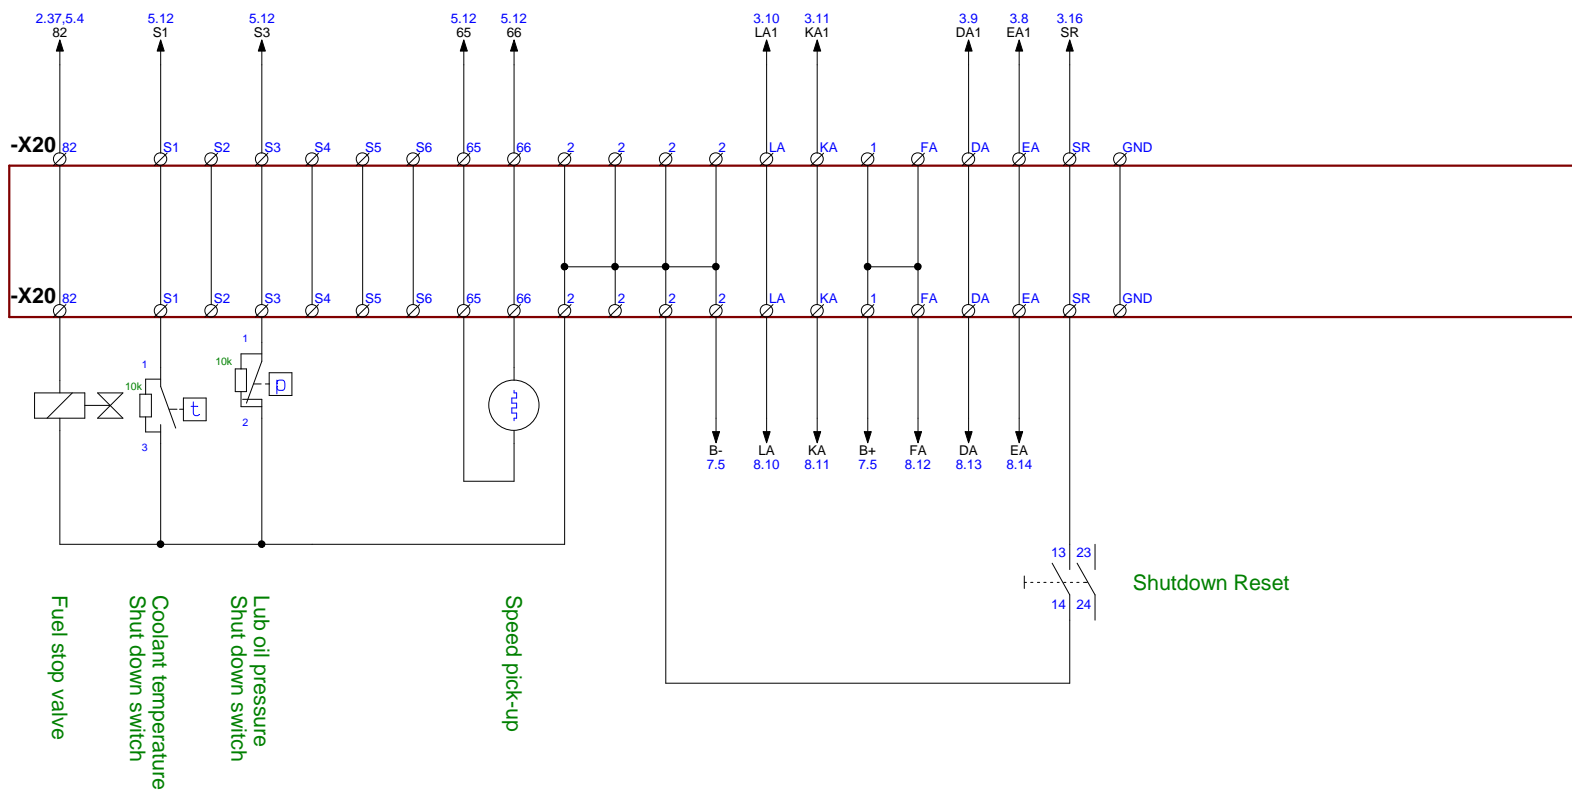 2.37,5.4 5.12 5.12 5.12 5.12 3.10 3.11 3.9 3.8 3.16
82 S1 S3 65 66 LA1 KA1 DA1 EA1 SR
-X20 82 S1 S2 S3 S4 S5 S6 65 66 2 2 2 2 LA KA 1 FA DA EA SR GND
-X20 82 S1 S2 S3 S4 S5 S6 65 66 2 2 2 2 LA KA 1 FA DA EA SR GND
1
10k
p
2
1
10k
t
3
B- LA KA B+ FA DA EA
7.5 8.10 8.11 7.5 8.12 8.13 8.14
13 23
14 24
Shutdown Reset
Fuel stop valve
Coolant temperature
Shut down switch
Lub oil pressure
Shut down switch
Speed pick-up